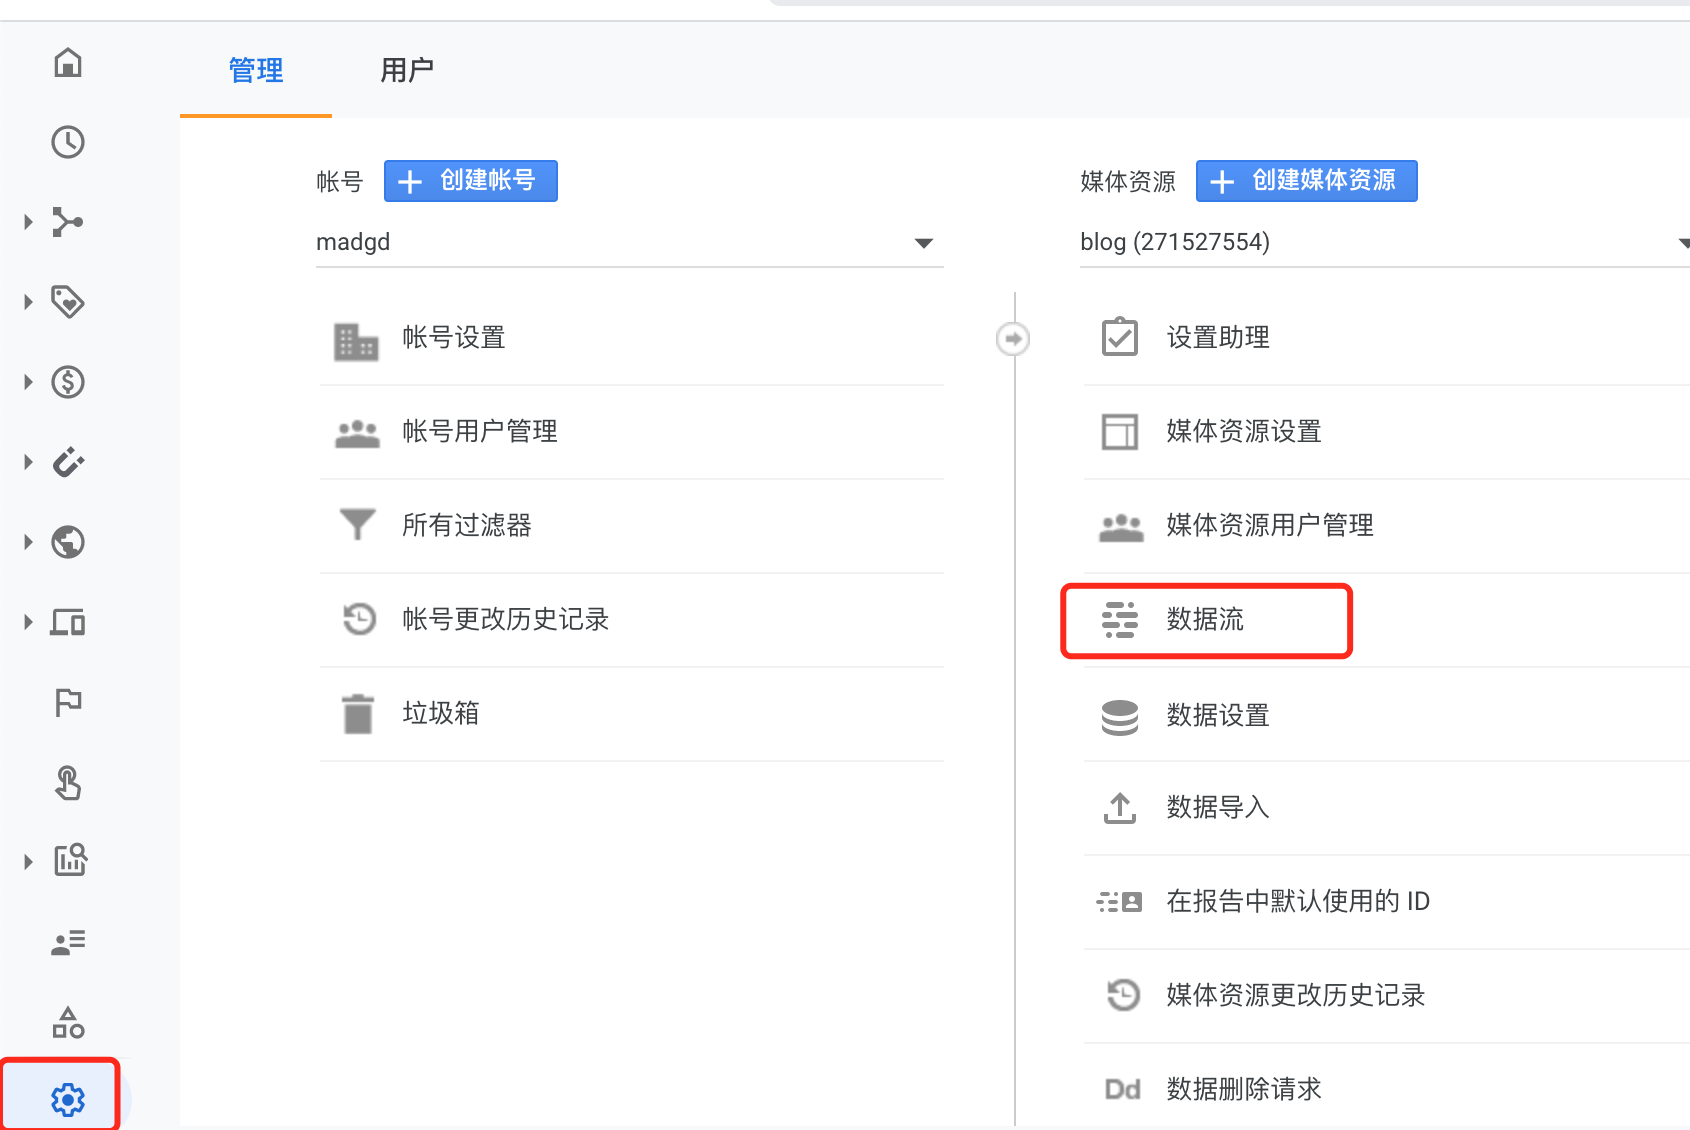 管理
用户
帐号
创建帐号
madgd
帐号设置
帐号用户管理
所有过滤器
帐号更改历史记录
垃圾箱
媒体资源
创建媒体资源
blog (271527554)
设置助理
媒体资源设置
媒体资源用户管理
数据流
数据设置
数据导入
在报告中默认使用的 ID
媒体资源更改历史记录
Dd 数据删除请求